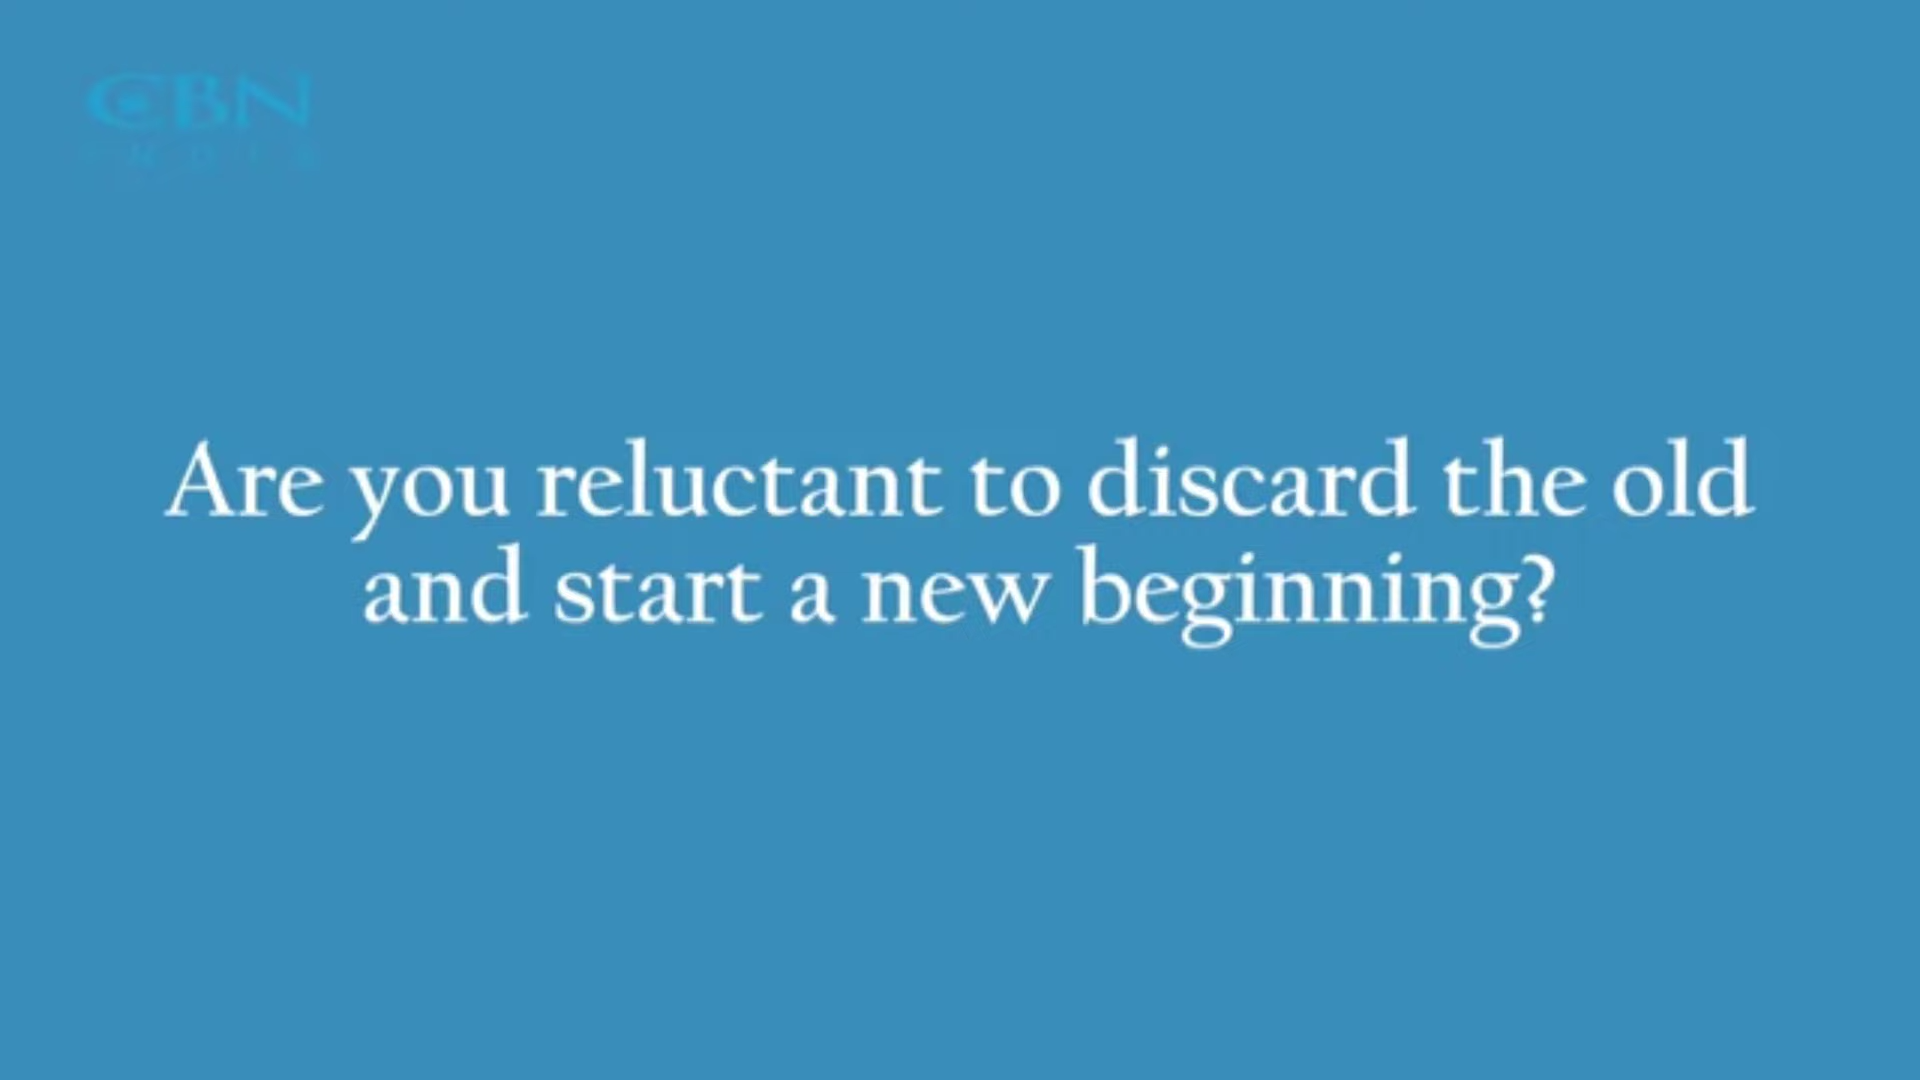 CBN
Are you reluctant to discard the old
and start a new beginning?